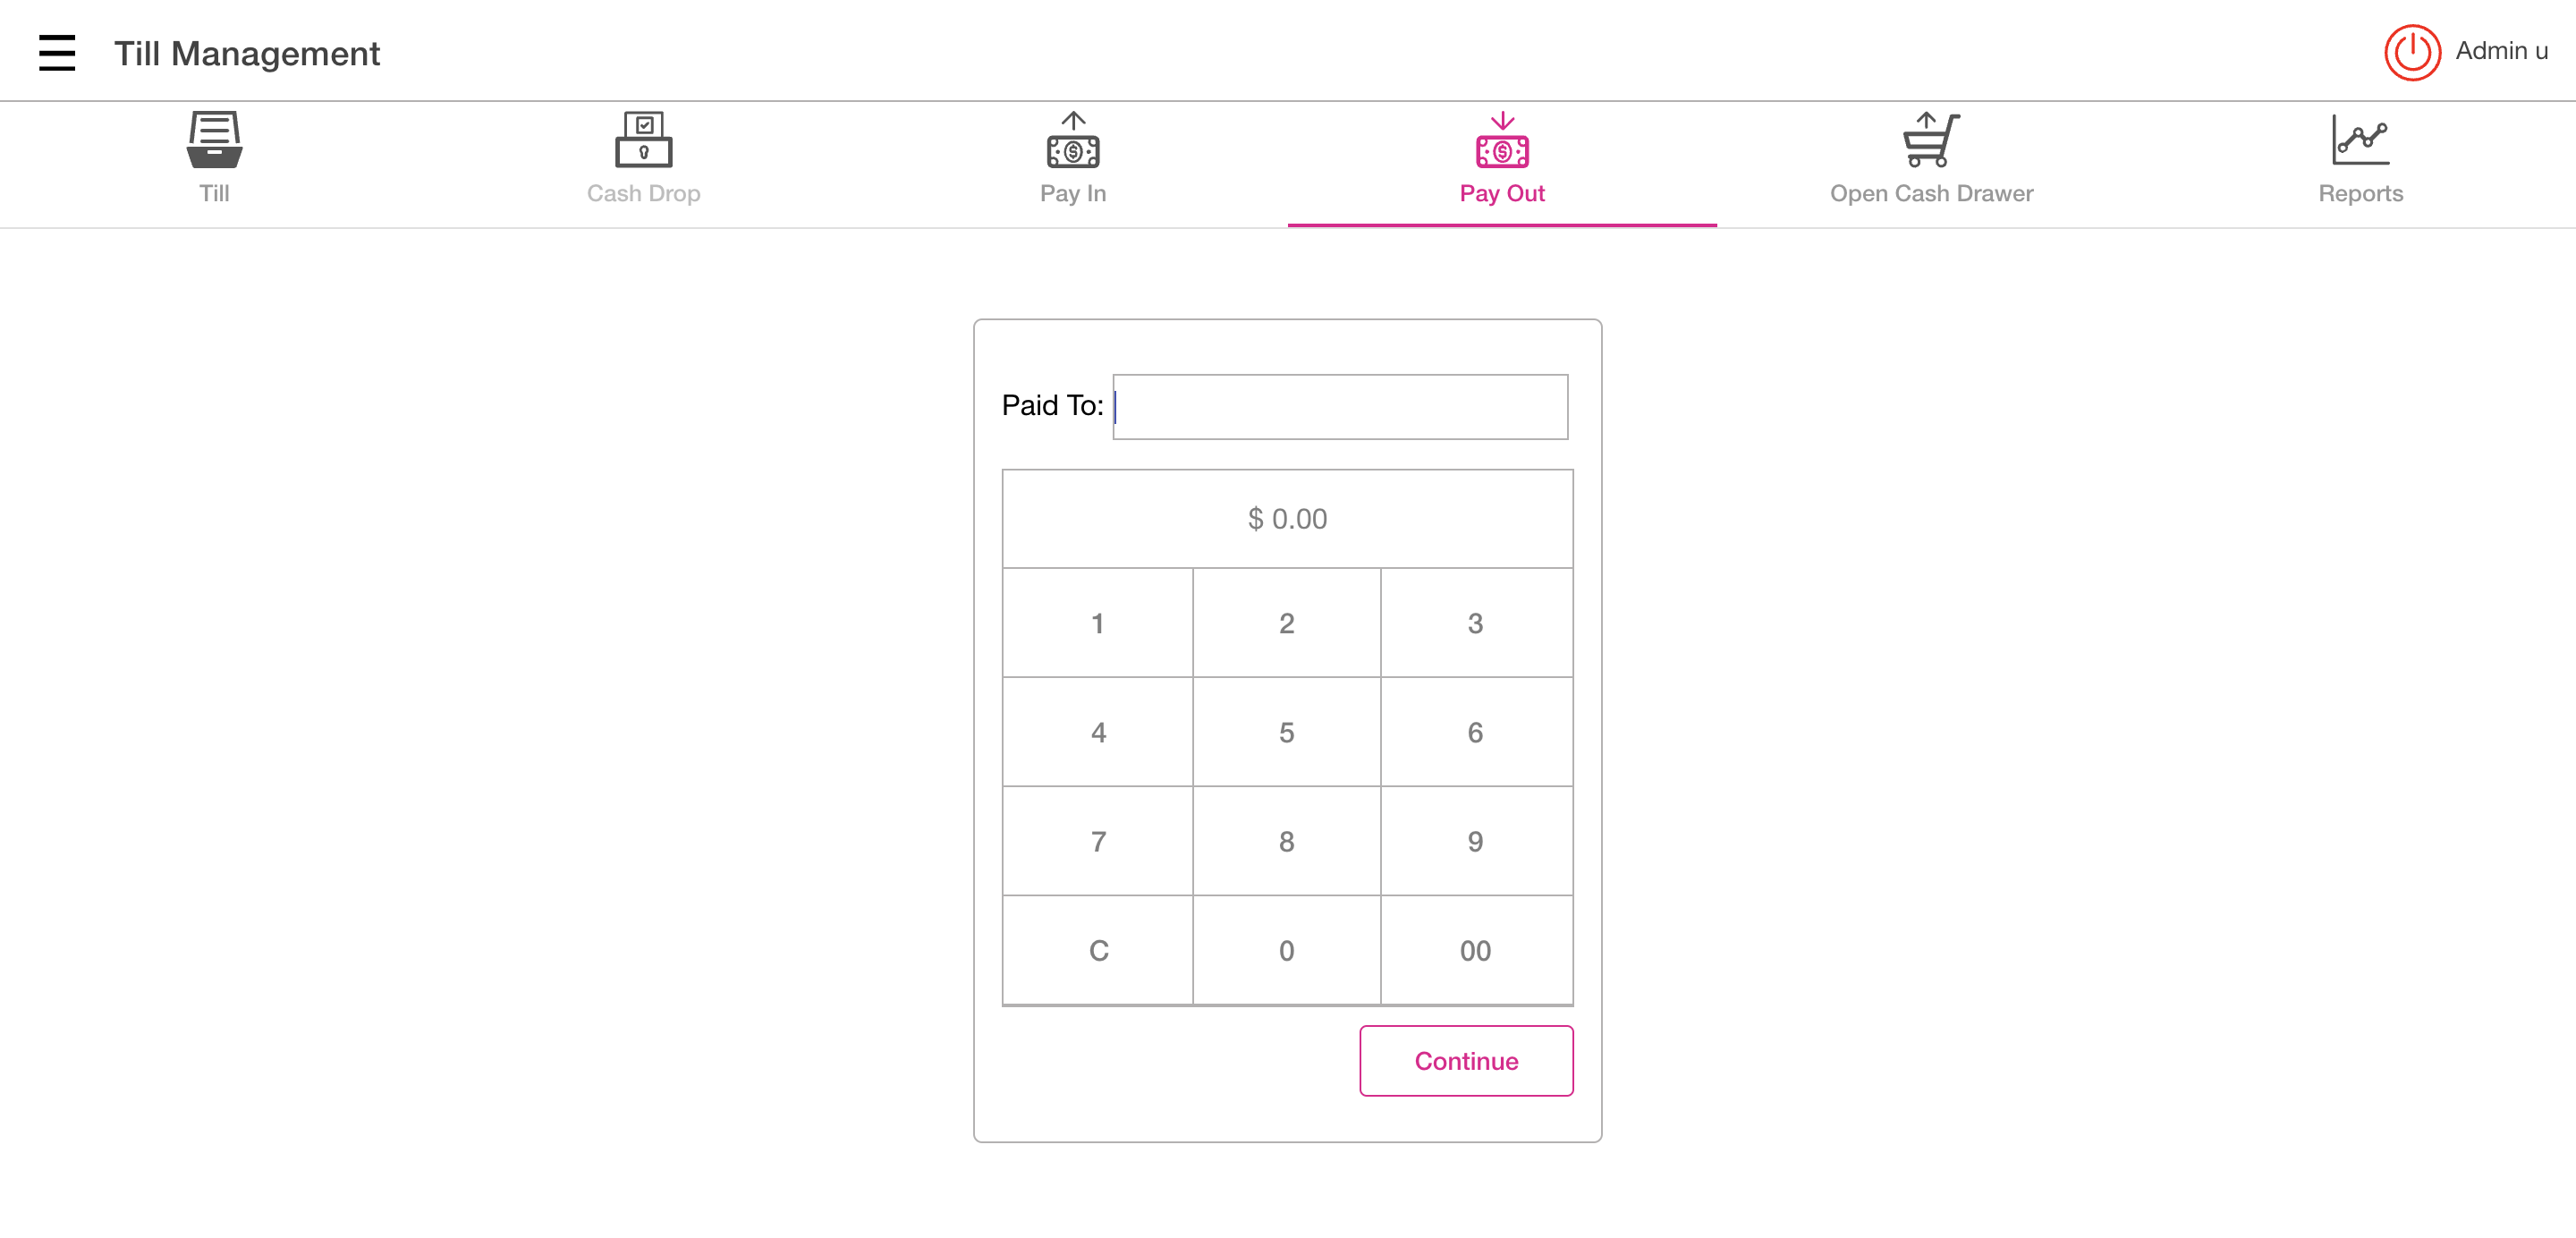 Till Management
Admin u
Till
Cash Drop
Pay In
Pay Out
Open Cash Drawer
Reports
Paid To:
$ 0.00
1 2 3
4 5 6
7 8 9
C 0 00
Continue